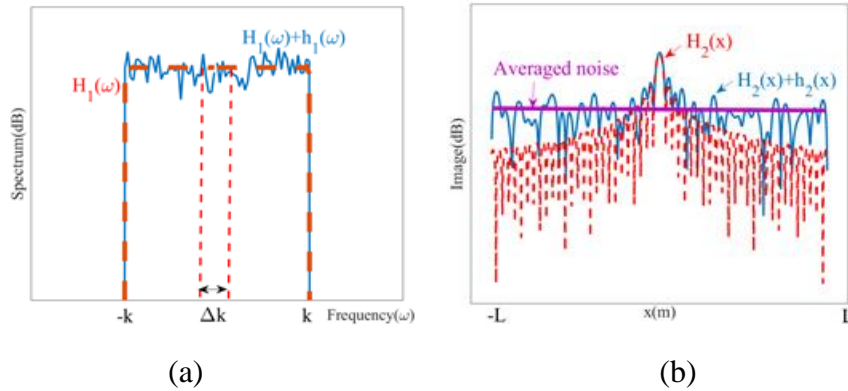 H₁(ω)+h₁(ω)
H₁(ω)
Spectrum(dB)
-k
Δk
k
Frequency(ω)
(a)
H₂(x)
Averaged noise
H₂(x)+h₂(x)
Image(dB)
-L
x(m)
L
(b)